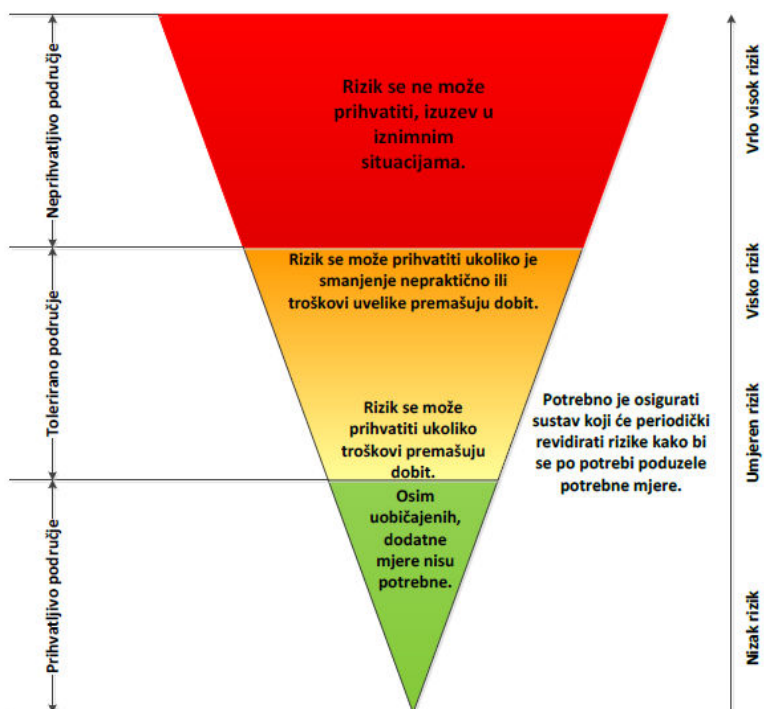 Neprihvatljivo područje
Rizik se ne može
prihvatiti, izuzev u
iznimnim
situacijama.
Vrlo visok rizik
Tolerirano područje
Rizik se može prihvatiti ukoliko je
smanjenje nepraktično ili
troškovi uvelike premašuju dobit.
Visko rizik
Rizik se može
prihvatiti ukoliko
troškovi premašuju
dobit.
Potrebno je osigurati
sustav koji će periodički
revidirati rizike kako bi
se po potrebi poduzele
potrebne mjere.
Umjeren rizik
Prihvatljivo područje
Osim
uobičajenih,
dodatne
mjere nisu
potrebne.
Nizak rizik